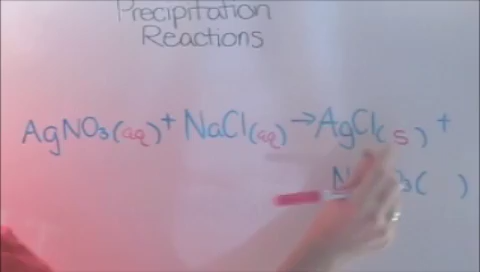 Precipitation
Reactions
AgNO₃(aq) + NaCl(aq) → AgCl(s) +